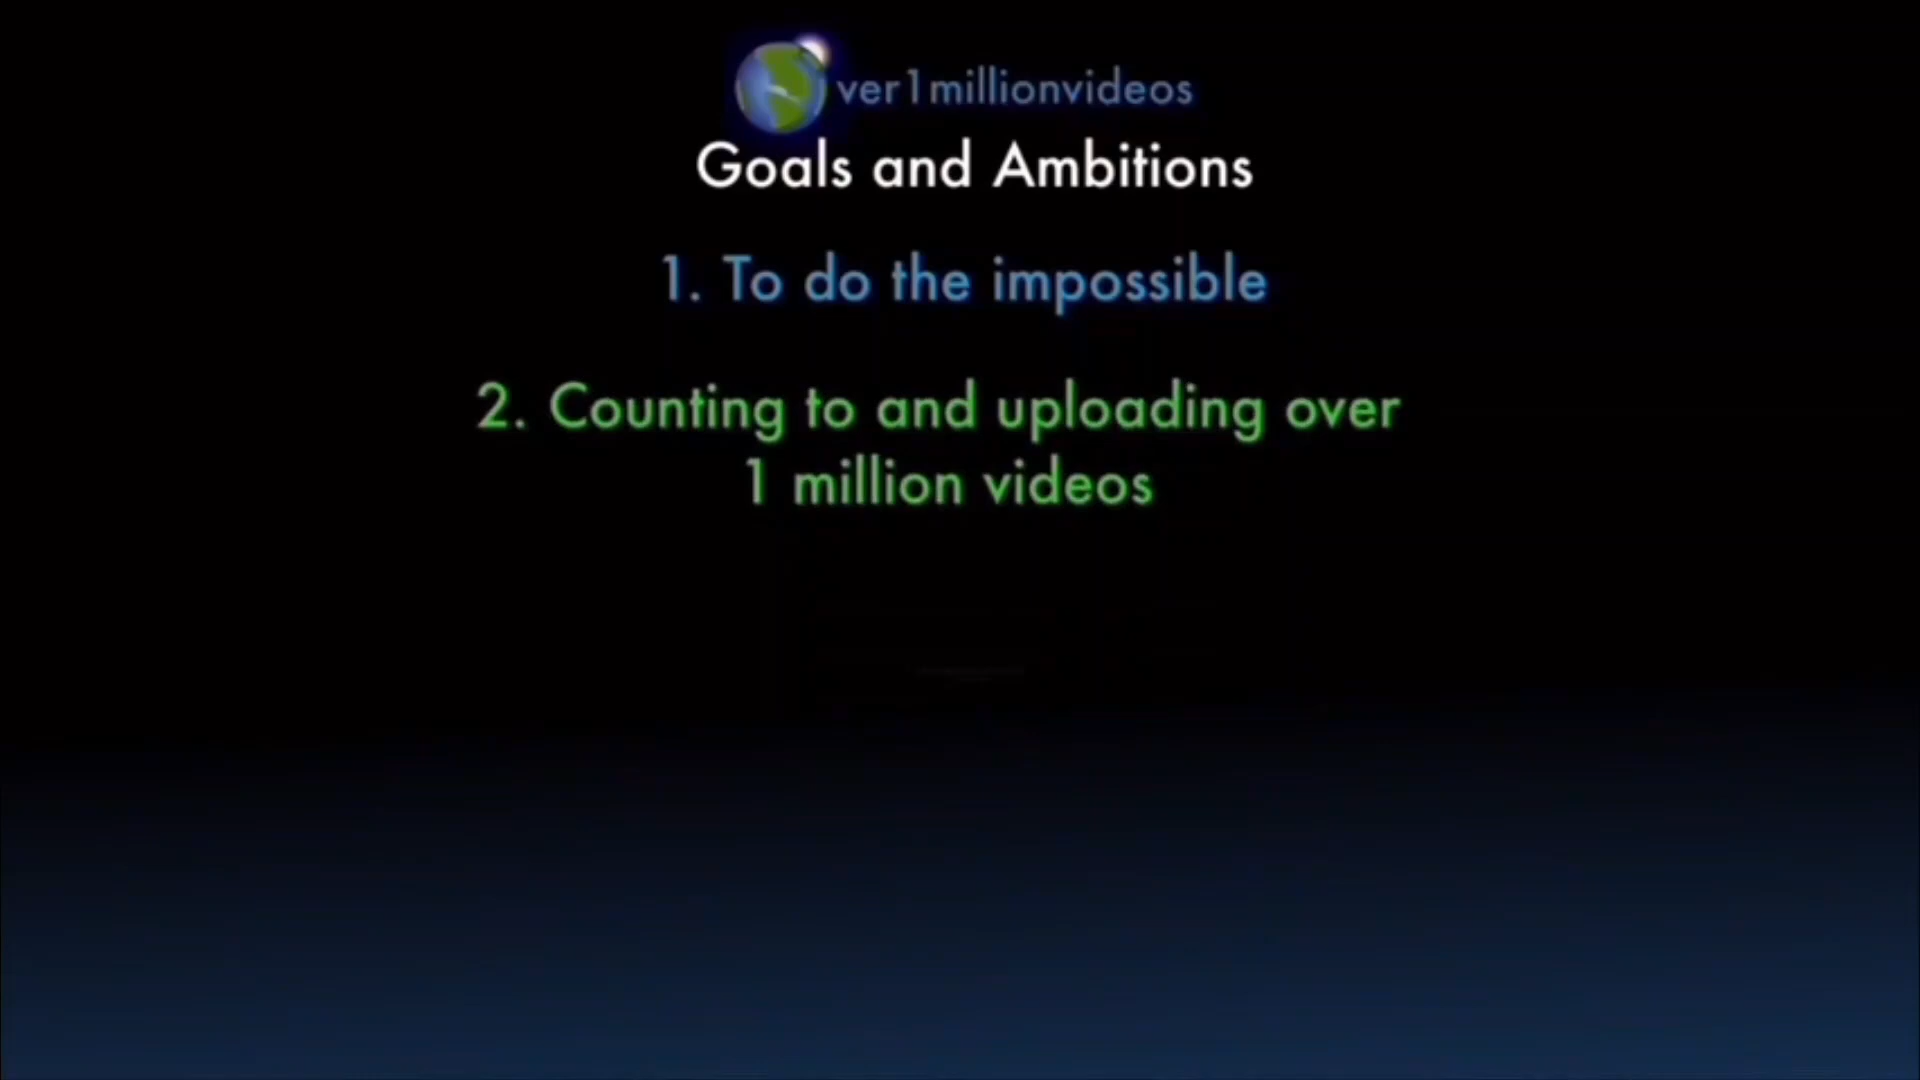 ver1millionvideos
Goals and Ambitions
1. To do the impossible
2. Counting to and uploading over
1 million videos